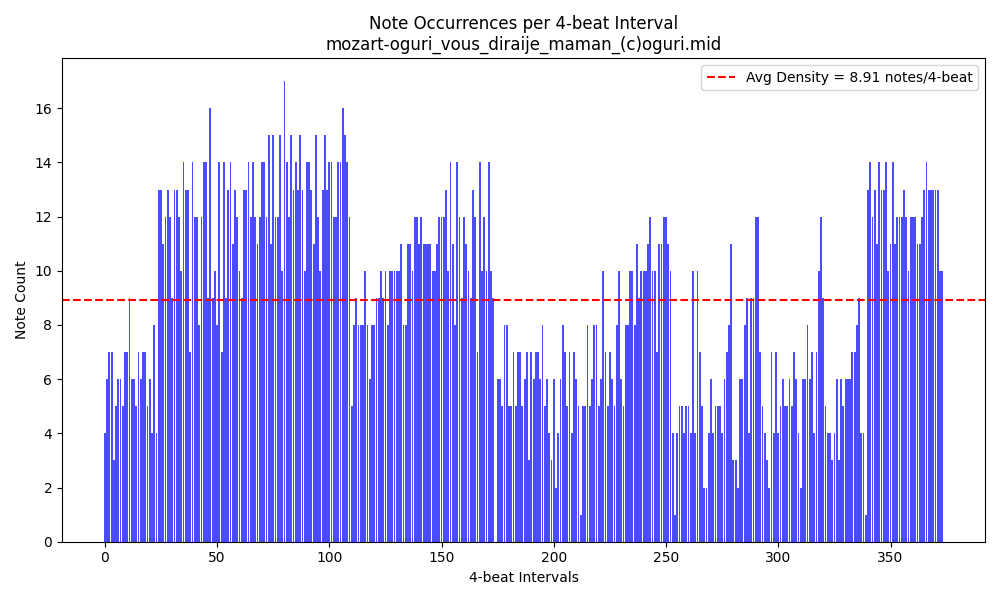 Note Occurrences per 4-beat Interval
mozart-oguri_vous_diraije_maman_(c)oguri.mid
Avg Density = 8.91 notes/4-beat
Note Count
16
14
12
10
8
6
4
2
0
0 50 100 150 200 250 300 350
4-beat Intervals